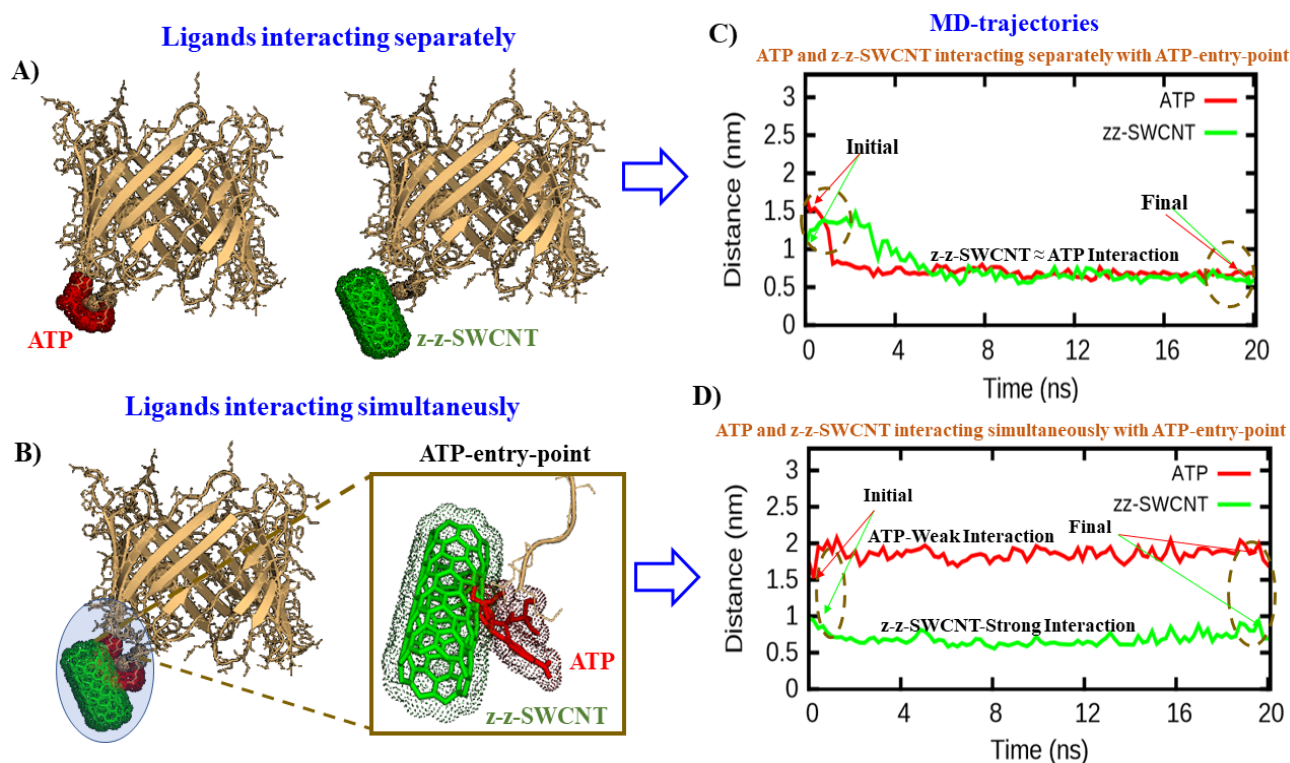 Ligands interacting separately
A)
ATP
z-z-SWCNT
MD-trajectories
C)
ATP and z-z-SWCNT interacting separately with ATP-entry-point
ATP
zz-SWCNT
Initial
Final
z-z-SWCNT ≈ ATP Interaction
Distance (nm)
3
2.5
2
1.5
1
0.5
0
0 4 8 12 16 20
Time (ns)
Ligands interacting simultaneusly
B)
ATP-entry-point
ATP
z-z-SWCNT
D)
ATP and z-z-SWCNT interacting simultaneously with ATP-entry-point
ATP
zz-SWCNT
Initial
Final
ATP-Weak Interaction
z-z-SWCNT-Strong Interaction
Distance (nm)
3
2.5
2
1.5
1
0.5
0
0 4 8 12 16 20
Time (ns)